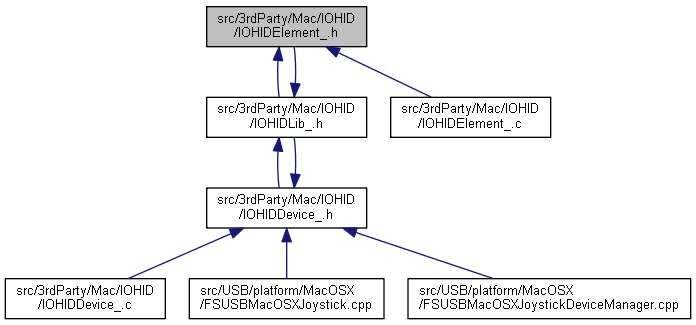 src/3rdParty/Mac/IOHID
/IOHIDElement_.h
src/3rdParty/Mac/IOHID
/IOHIDLib_.h
src/3rdParty/Mac/IOHID
/IOHIDElement_.c
src/3rdParty/Mac/IOHID
/IOHIDDevice_.h
src/3rdParty/Mac/IOHID
/IOHIDDevice_.c
src/USB/platform/MacOSX
/FSUSBMacOSXJoystick.cpp
src/USB/platform/MacOSX
/FSUSBMacOSXJoystickDeviceManager.cpp